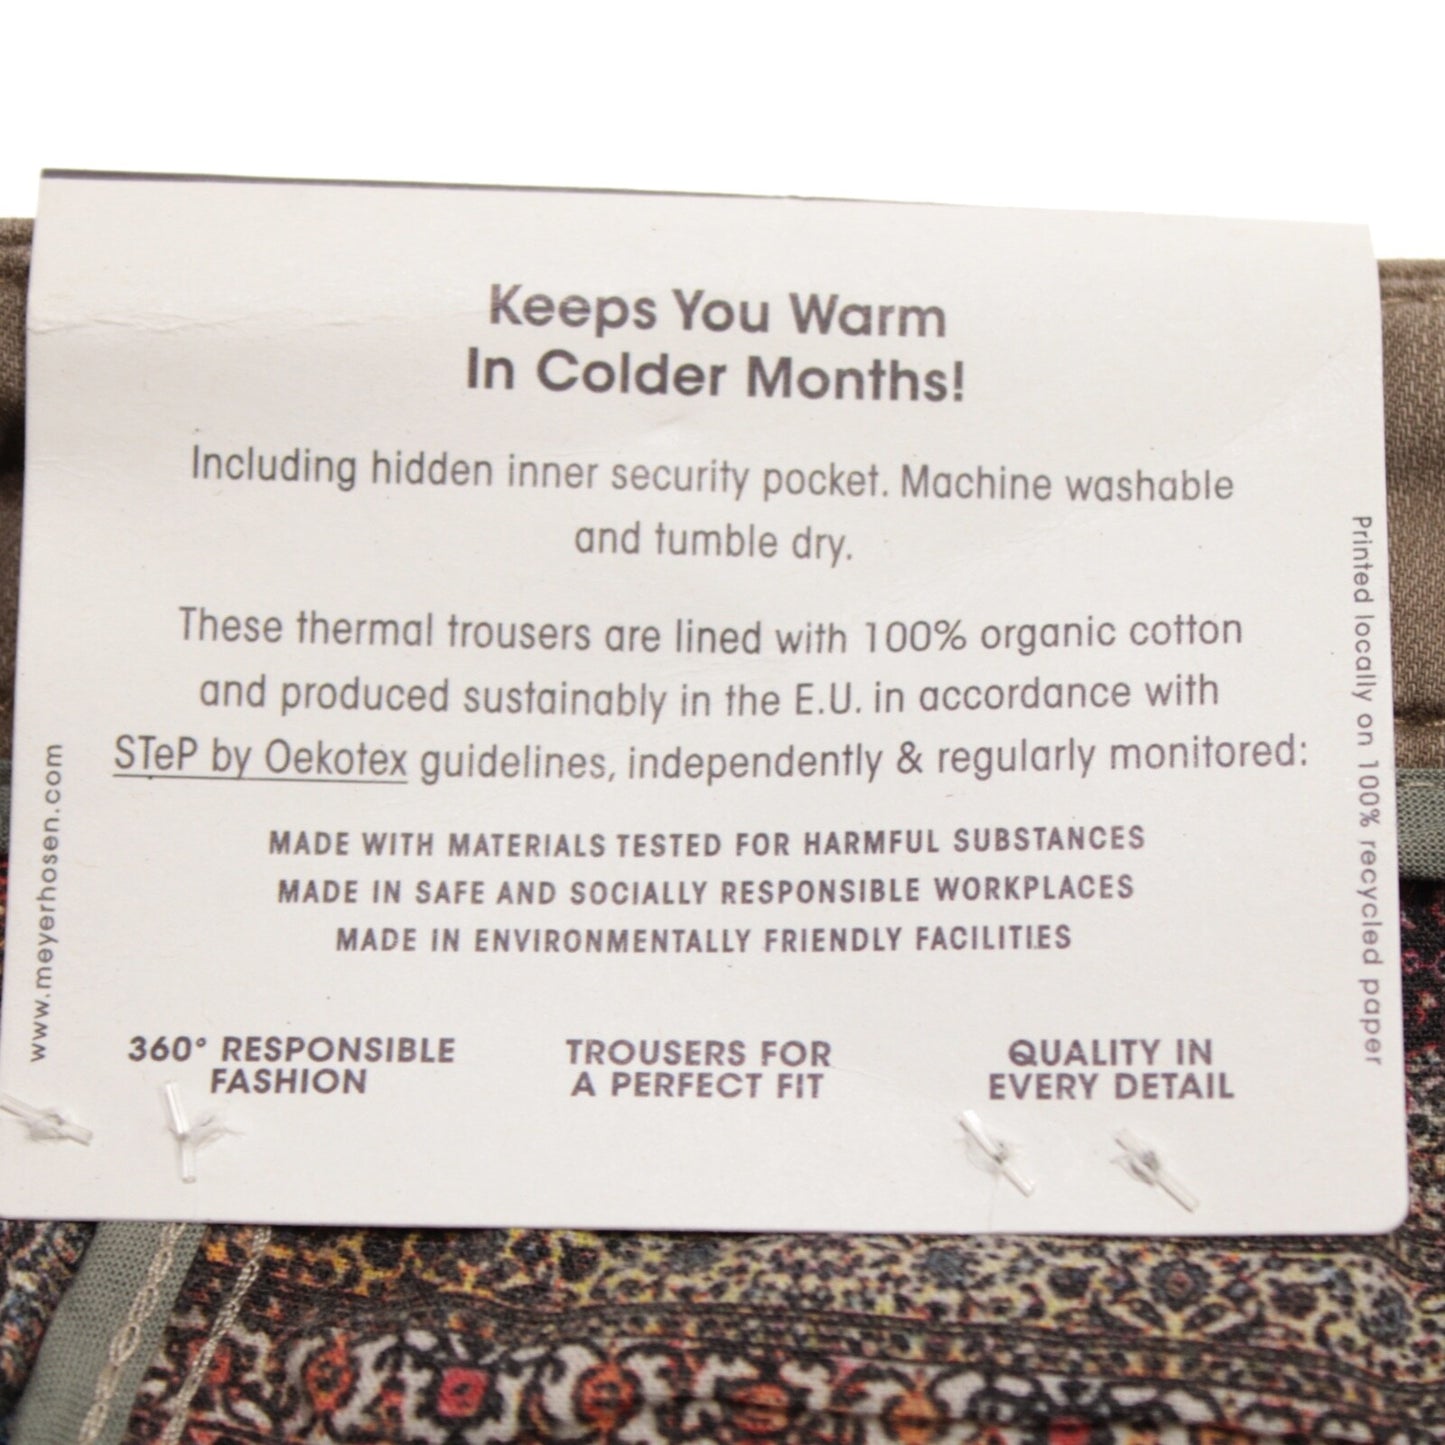 Keeps You Warm
In Colder Months!
Including hidden inner security pocket. Machine washable
and tumble dry.
These thermal trousers are lined with 100% organic cotton
and produced sustainably in the E.U. in accordance with
STeP by Oekotex guidelines, independently & regularly monitored:
MADE WITH MATERIALS TESTED FOR HARMFUL SUBSTANCES
MADE IN SAFE AND SOCIALLY RESPONSIBLE WORKPLACES
MADE IN ENVIRONMENTALLY FRIENDLY FACILITIES
360° RESPONSIBLE
FASHION
TROUSERS FOR
A PERFECT FIT
QUALITY IN
EVERY DETAIL
www.meyerhosen.com
Printed locally on 100% recycled paper